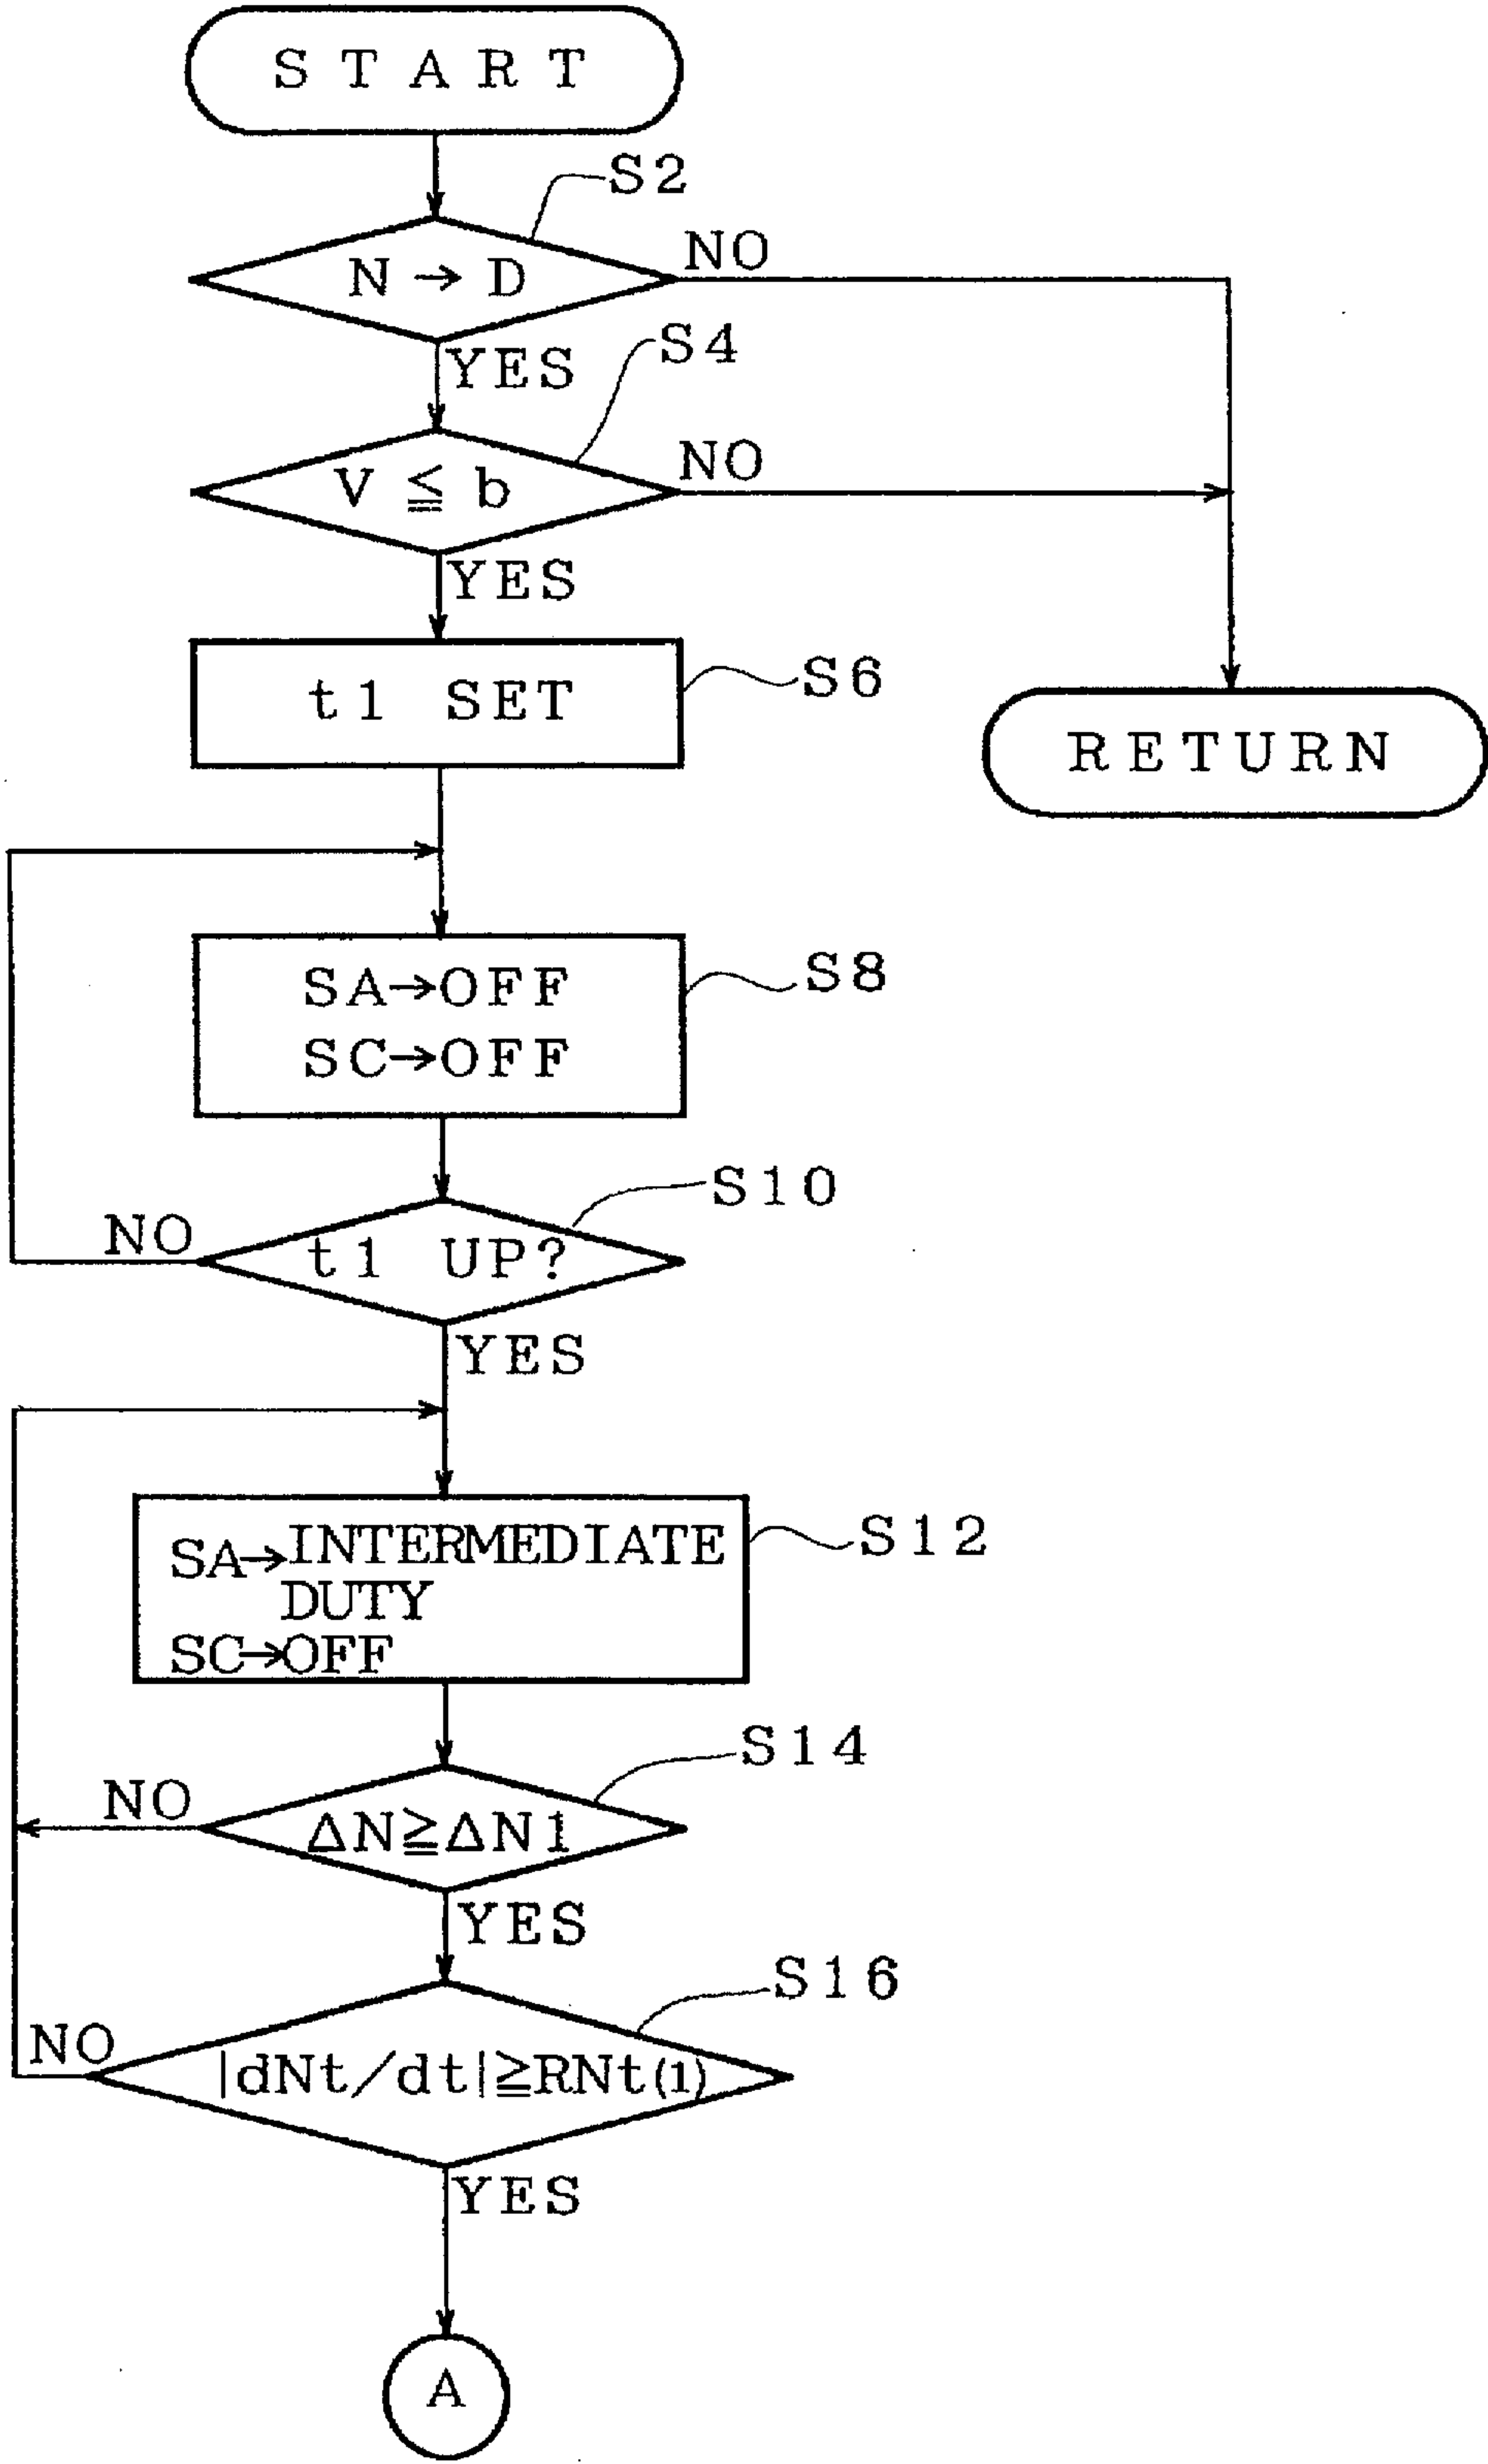 START
S2
N→D
NO
YES
S4
V ≦ b
NO
YES
t1 SET
S6
RETURN
SA→OFF
SC→OFF
S8
S10
t1 UP?
NO
YES
SA→INTERMEDIATE
DUTY
SC→OFF
S12
S14
ΔN≧ΔN1
NO
YES
S16
|dNt/dt|≧RNt(1)
NO
YES
A